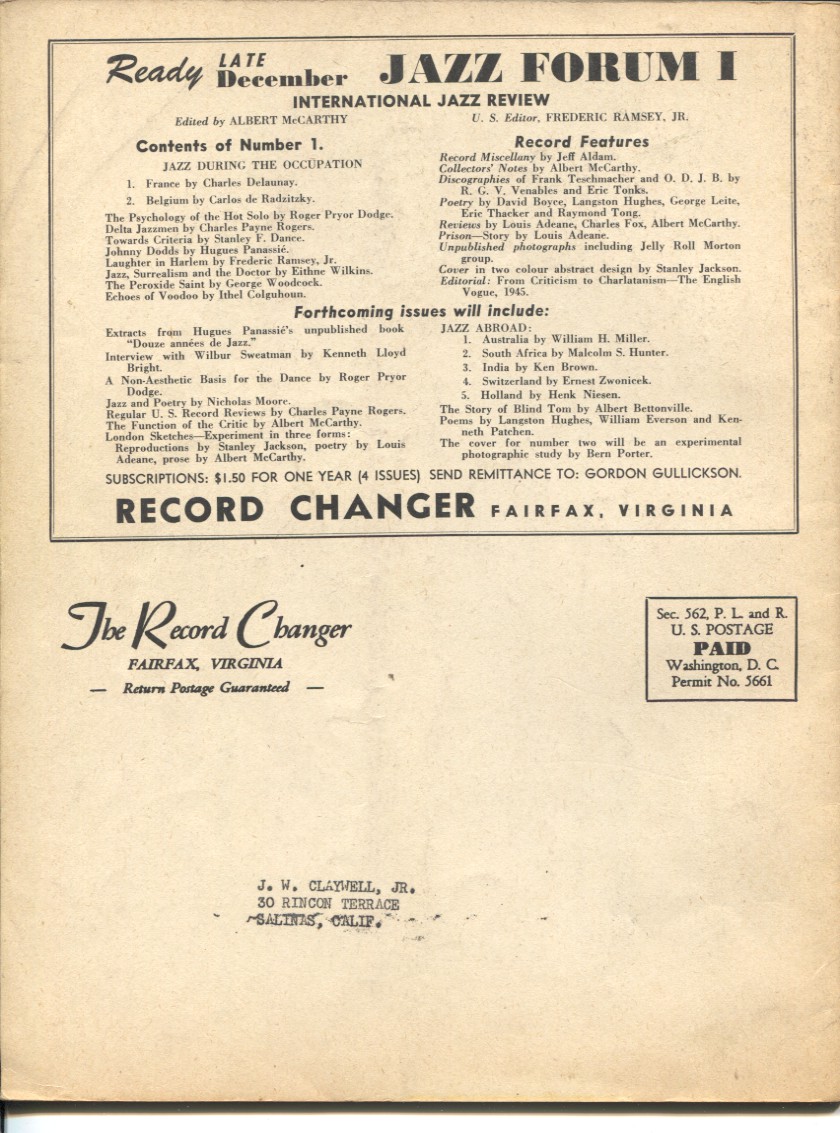 Ready LATE December JAZZ FORUM I
INTERNATIONAL JAZZ REVIEW
Edited by ALBERT McCARTHY
U. S. Editor, FREDERIC RAMSEY, JR.
Contents of Number 1.
JAZZ DURING THE OCCUPATION
1. France by Charles Delaunay.
2. Belgium by Carlos de Radzitzky.
The Psychology of the Hot Solo by Roger Pryor Dodge.
Delta Jazzmen by Charles Payne Rogers.
Towards Criteria by Stanley F. Dance.
Johnny Dodds by Hugues Panassié.
Laughter in Harlem by Frederic Ramsey, Jr.
Jazz, Surrealism and the Doctor by Eithne Wilkins.
The Peroxide Saint by George Woodcock.
Echoes of Voodoo by Ithel Colguhoun.
Record Features
Record Miscellany by Jeff Aldam.
Collectors' Notes by Albert McCarthy.
Discographies of Frank Teschmacher and O. D. J. B. by
R. G. V. Venables and Eric Tonks.
Poetry by David Boyce, Langston Hughes, George Leite,
Eric Thacker and Raymond Tong.
Reviews by Louis Adeane, Charles Fox, Albert McCarthy.
Prison—Story by Louis Adeane.
Unpublished photographs including Jelly Roll Morton
group.
Cover in two colour abstract design by Stanley Jackson.
Editorial: From Criticism to Charlatanism—The English
Vogue, 1945.
Forthcoming issues will include:
Extracts from Hugues Panassié's unpublished book
"Douze années de Jazz."
Interview with Wilbur Sweatman by Kenneth Lloyd
Bright.
A Non-Aesthetic Basis for the Dance by Roger Pryor
Dodge.
Jazz and Poetry by Nicholas Moore.
Regular U. S. Record Reviews by Charles Payne Rogers.
The Function of the Critic by Albert McCarthy.
London Sketches—Experiment in three forms:
Reproductions by Stanley Jackson, poetry by Louis
Adeane, prose by Albert McCarthy.
JAZZ ABROAD:
1. Australia by William H. Miller.
2. South Africa by Malcolm S. Hunter.
3. India by Ken Brown.
4. Switzerland by Ernest Zwonicek.
5. Holland by Henk Niesen.
The Story of Blind Tom by Albert Bettonville.
Poems by Langston Hughes, William Everson and Ken-
neth Patchen.
The cover for number two will be an experimental
photographic study by Bern Porter.
SUBSCRIPTIONS: $1.50 FOR ONE YEAR (4 ISSUES) SEND REMITTANCE TO: GORDON GULLICKSON.
RECORD CHANGER FAIRFAX, VIRGINIA
The Record Changer
FAIRFAX, VIRGINIA
— Return Postage Guaranteed —
Sec. 562, P. L. and R.
U. S. POSTAGE
PAID
Washington, D. C.
Permit No. 5661
J. W. CLAYWELL, JR.
30 RINCON TERRACE
SALINAS, CALIF.